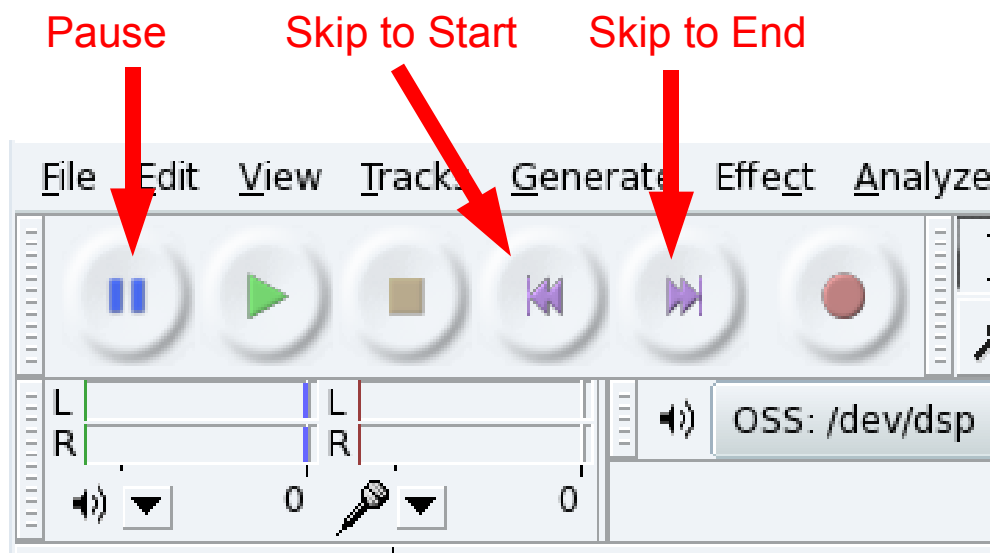 Pause Skip to Start Skip to End
File Edit View Tracks Generate Effect Analyze
L L
R R
OSS: /dev/dsp
0 0